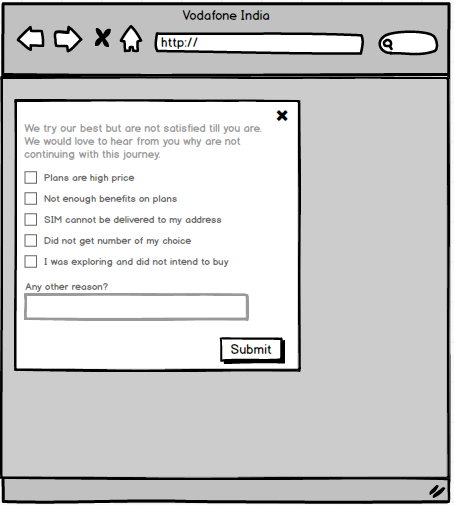 Vodafone India
http://
We try our best but are not satisfied till you are.
We would love to hear from you why are not
continuing with this journey.
Plans are high price
Not enough benefits on plans
SIM cannot be delivered to my address
Did not get number of my choice
I was exploring and did not intend to buy
Any other reason?
Submit